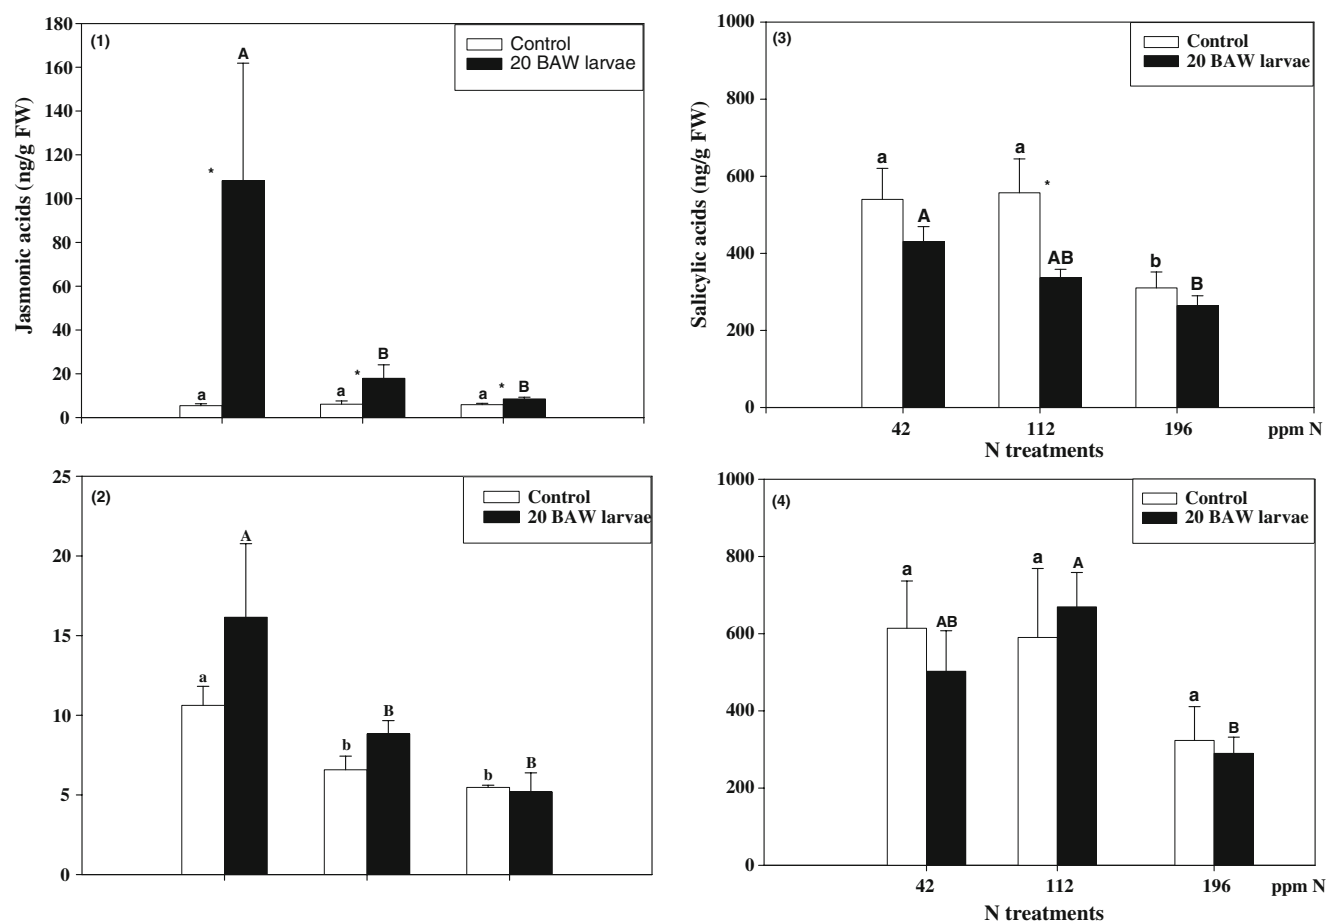 (1)
Control
20 BAW larvae
Jasmonic acids (ng/g FW)
180
160
140
120
100
80
60
40
20
0
a
*
A
a
*
B
a
*
B
(3)
Control
20 BAW larvae
Salicylic acids (ng/g FW)
1000
800
600
400
200
0
a
A
a
*
AB
b
B
42
112
196
ppm N
N treatments
(2)
Control
20 BAW larvae
25
20
15
10
5
0
a
A
b
B
b
B
(4)
Control
20 BAW larvae
1000
800
600
400
200
0
a
AB
a
A
a
B
42
112
196
ppm N
N treatments